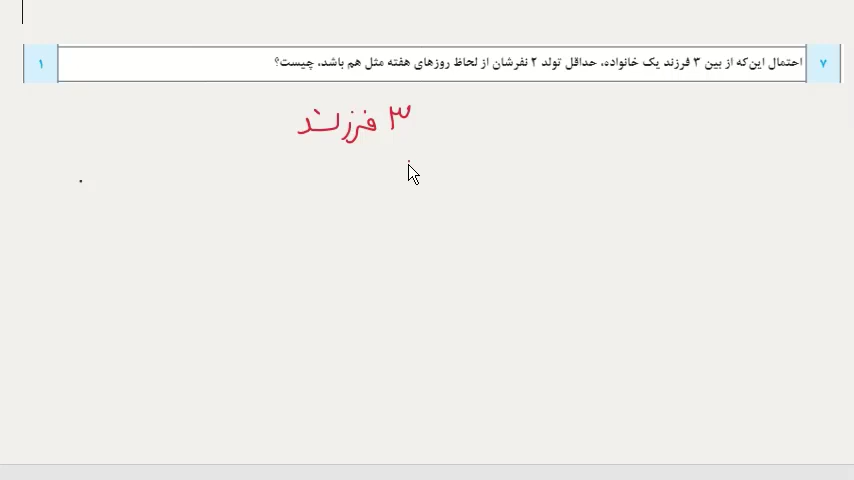 ۷ احتمال این‌که از بین ۳ فرزند یک خانواده، حداقل تولد ۲ نفرشان از لحاظ روزهای هفته مثل هم باشد، چیست؟ ۱
۳ فرزند